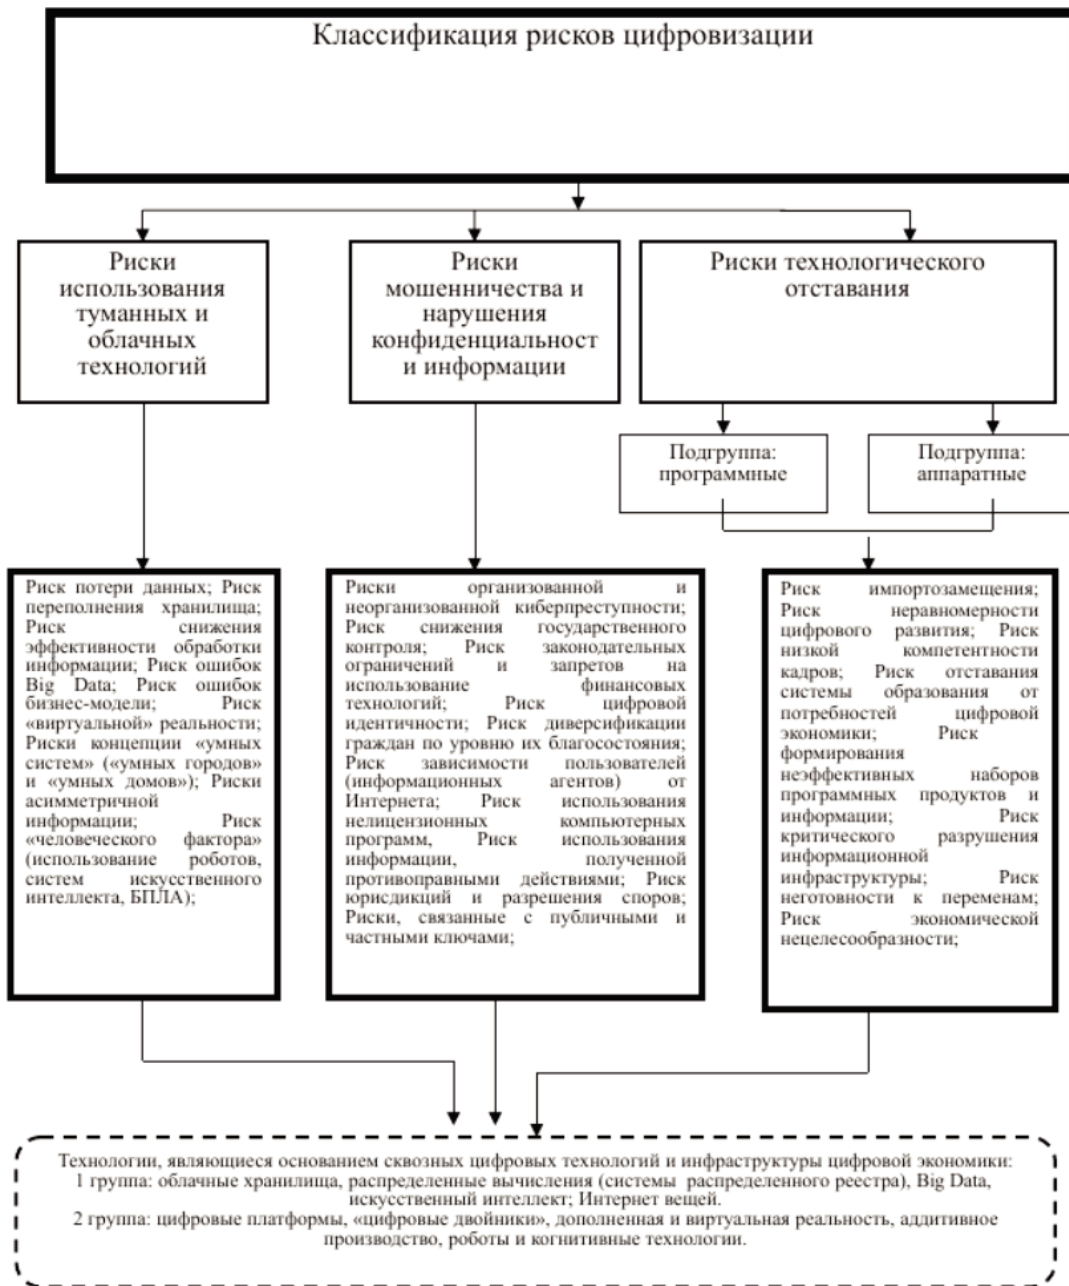 Классификация рисков цифровизации
Риски
использования
туманных и
облачных
технологий
Риски
мошенничества и
нарушения
конфиденциальност
и информации
Риски технологического
отставания
Подгруппа:
программные
Подгруппа:
аппаратные
Риск потери данных; Риск
переполнения хранилища;
Риск снижения
эффективности обработки
информации; Риск ошибок
Big Data; Риск ошибок
бизнес-модели; Риск
«виртуальной» реальности;
Риски концепции «умных
систем» («умных городов»
и «умных домов»); Риски
асимметричной
информации; Риск
«человеческого фактора»
(использование роботов,
систем искусственного
интеллекта, БПЛА);
Риски организованной и
неорганизованной киберпреступности;
Риск снижения государственного
контроля; Риск законодательных
ограничений и запретов на
использование финансовых
технологий; Риск цифровой
идентичности; Риск диверсификации
граждан по уровню их благосостояния;
Риск зависимости пользователей
(информационных агентов) от
Интернета; Риск использования
нелицензионных компьютерных
программ, Риск использования
информации, полученной
противоправными действиями; Риск
юрисдикций и разрешения споров;
Риски, связанные с публичными и
частными ключами;
Риск импортозамещения;
Риск неравномерности
цифрового развития; Риск
низкой компетентности
кадров; Риск отставания
системы образования от
потребностей цифровой
экономики; Риск
формирования
неэффективных наборов
программных продуктов и
информации; Риск
критического разрушения
информационной
инфраструктуры; Риск
неготовности к переменам;
Риск экономической
нецелесообразности;
Технологии, являющиеся основанием сквозных цифровых технологий и инфраструктуры цифровой экономики:
1 группа: облачные хранилища, распределенные вычисления (системы распределенного реестра), Big Data,
искусственный интеллект; Интернет вещей.
2 группа: цифровые платформы, «цифровые двойники», дополненная и виртуальная реальность, аддитивное
производство, роботы и когнитивные технологии.